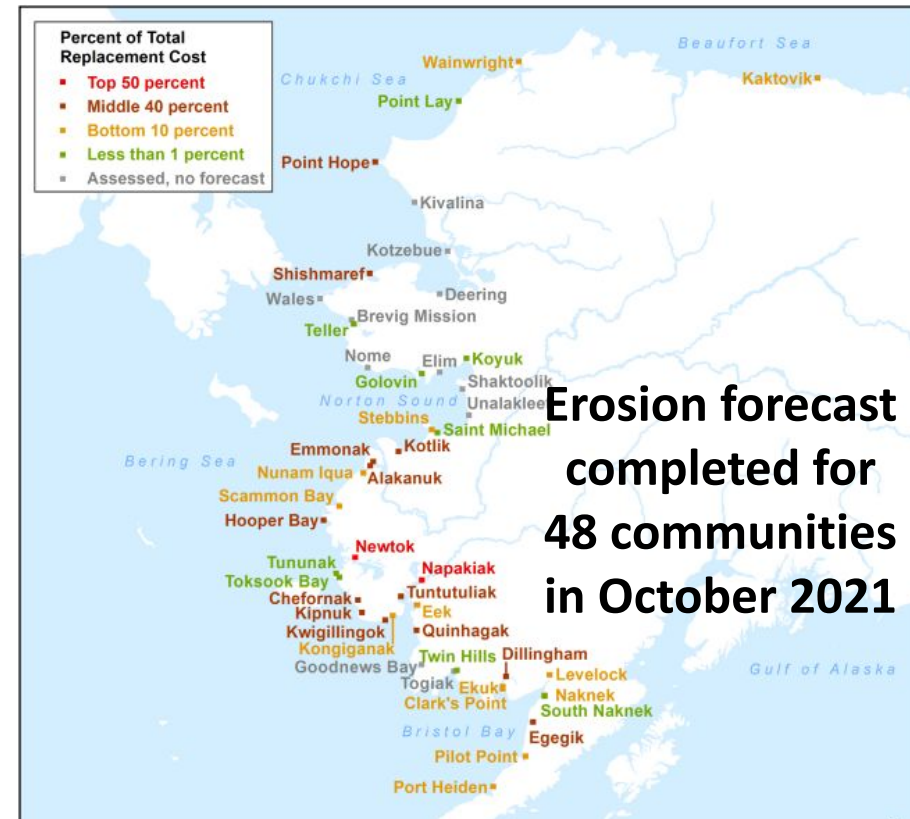 Percent of Total
Replacement Cost
Top 50 percent
Middle 40 percent
Bottom 10 percent
Less than 1 percent
Assessed, no forecast
Beaufort Sea
Chukchi Sea
Wainwright
Kaktovik
Point Lay
Point Hope
Kivalina
Kotzebue
Shishmaref
Deering
Wales
Brevig Mission
Teller
Nome
Elim
Koyuk
Golovin
Shaktoolik
Norton Sound
Unalakleet
Stebbins
Saint Michael
Erosion forecast
completed for
48 communities
in October 2021
Emmonak
Kotlik
Bering Sea
Nunam Iqua
Alakanuk
Scammon Bay
Hooper Bay
Newtok
Napakiak
Tununak
Toksook Bay
Chefornak
Tuntutuliak
Kipnuk
Eek
Kwigillingok
Quinhagak
Kongiganak
Goodnews Bay
Twin Hills
Dillingham
Togiak
Ekuk
Levelock
Clark's Point
Naknek
South Naknek
Gulf of Alaska
Bristol Bay
Egegik
Pilot Point
Port Heiden